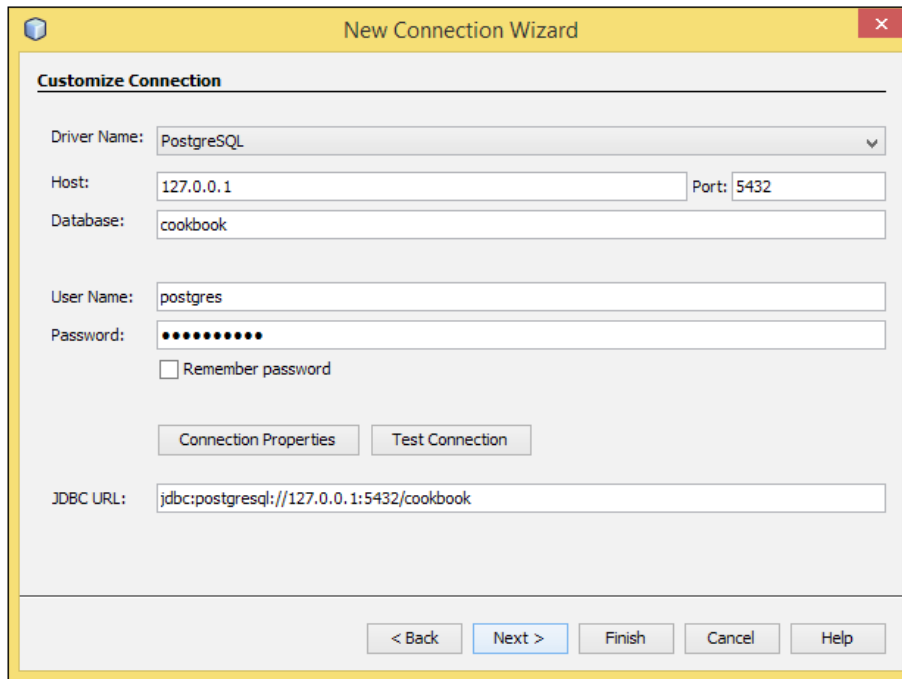 New Connection Wizard
Customize Connection
Driver Name: PostgreSQL
Host: 127.0.0.1 Port: 5432
Database: cookbook
User Name: postgres
Password: ●●●●●●●●●●
Remember password
Connection Properties Test Connection
JDBC URL: jdbc:postgresql://127.0.0.1:5432/cookbook
< Back Next > Finish Cancel Help